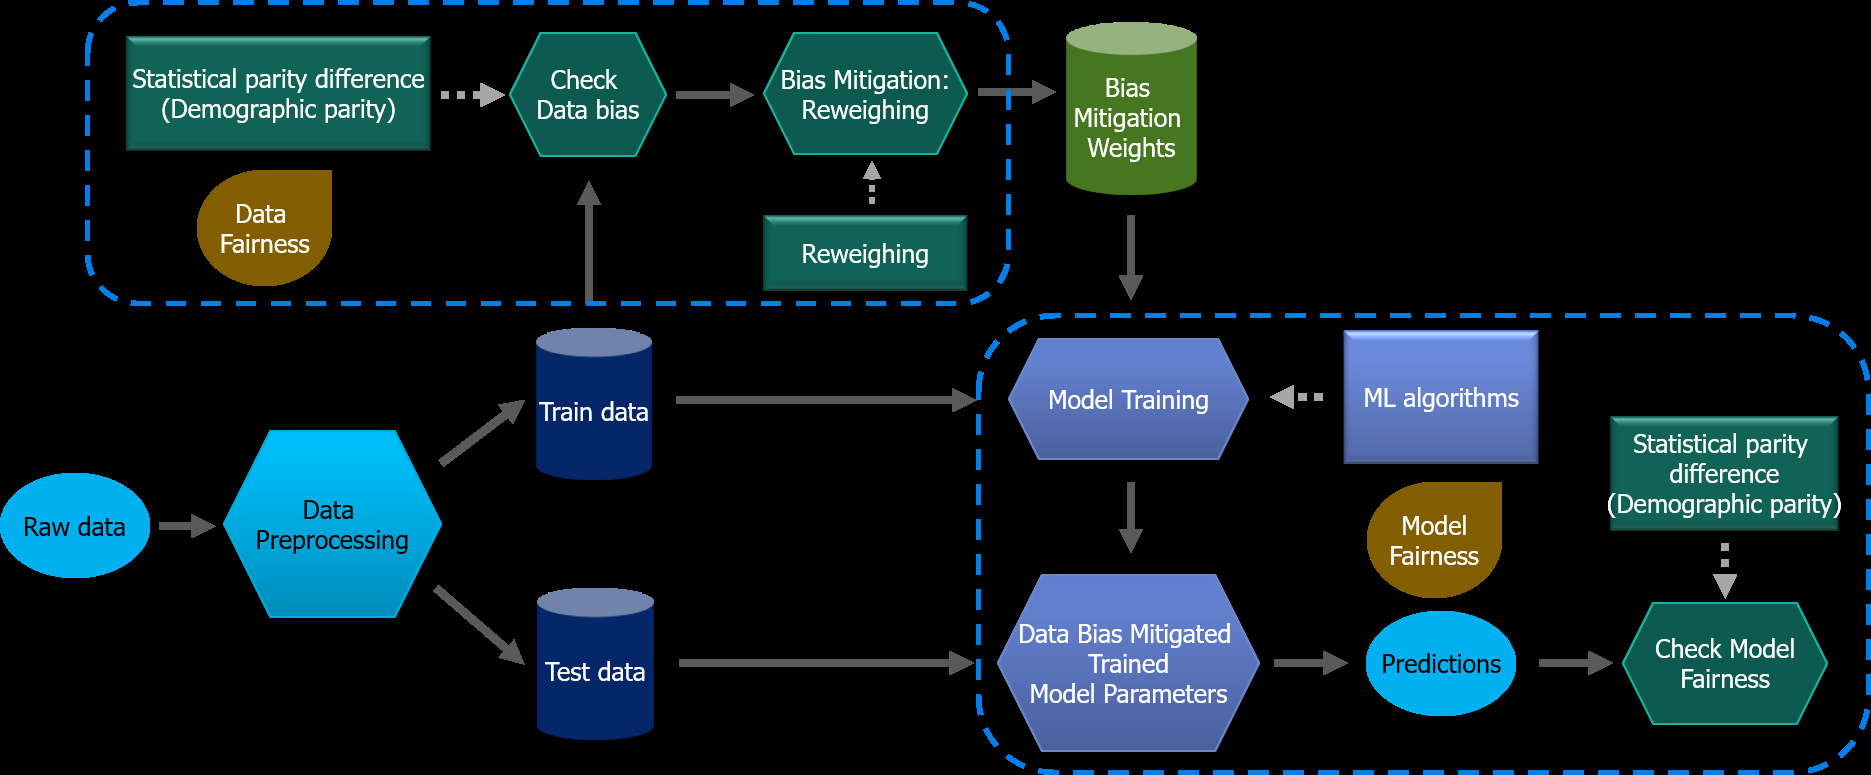 Statistical parity difference
(Demographic parity)
Check
Data bias
Bias Mitigation:
Reweighing
Bias
Mitigation
Weights
Data
Fairness
Reweighing
Train data
Model Training
ML algorithms
Statistical parity
difference
(Demographic parity)
Raw data
Data
Preprocessing
Model
Fairness
Test data
Data Bias Mitigated
Trained
Model Parameters
Predictions
Check Model
Fairness